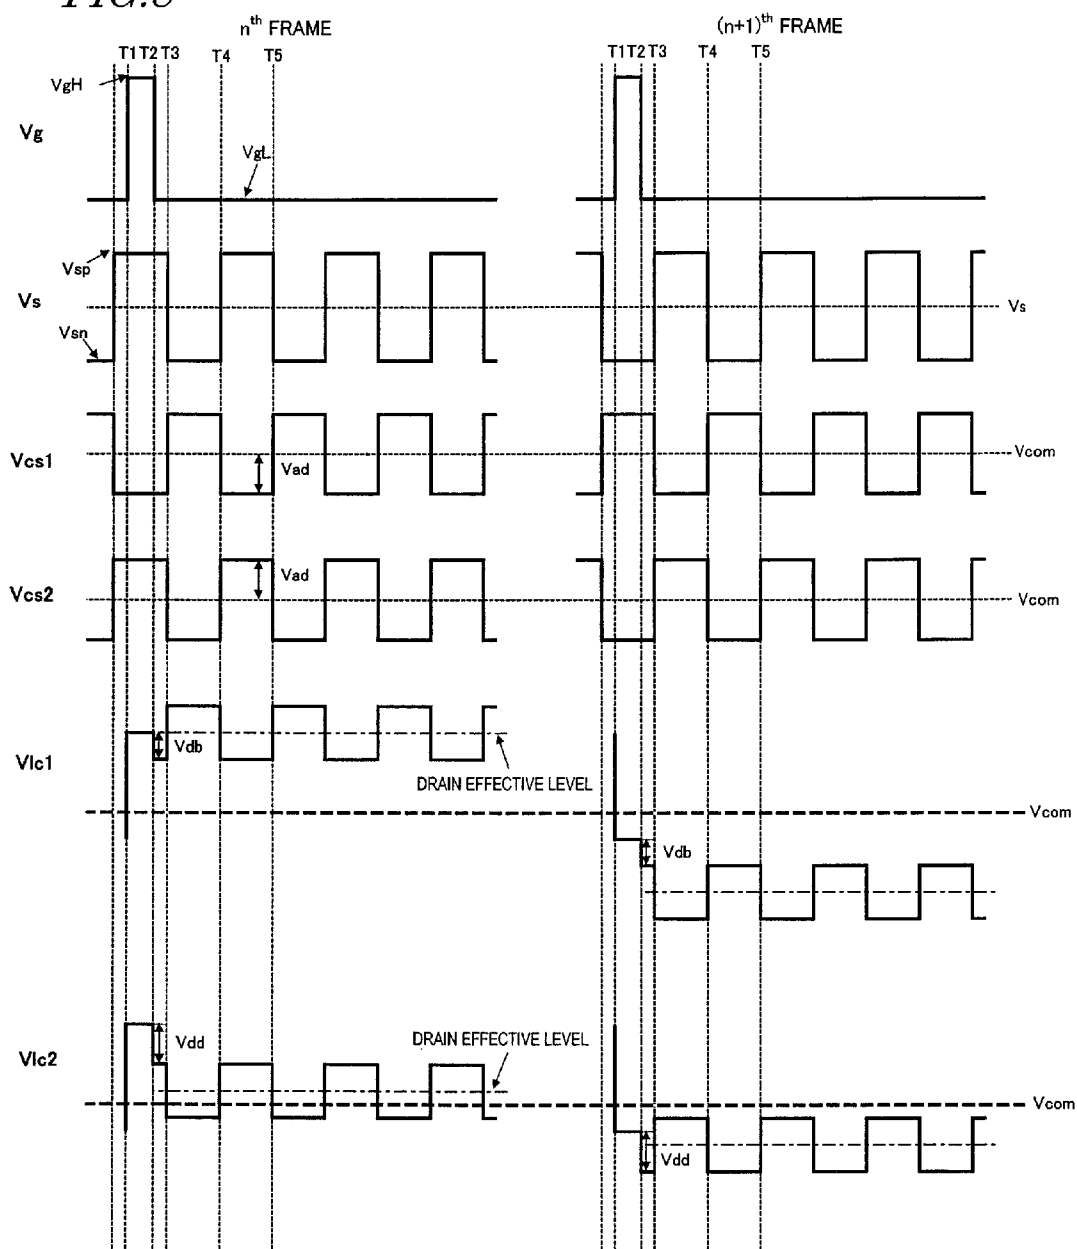 nth FRAME
(n+1)th FRAME
T1 T2 T3 T4 T5
T1 T2 T3 T4 T5
VgH
Vg
VgL
Vsp
Vs
Vs
Vsn
Vcs1
Vad
Vcom
Vcs2
Vad
Vcom
Vlc1
Vdb
DRAIN EFFECTIVE LEVEL
Vcom
Vdb
Vlc2
Vdd
DRAIN EFFECTIVE LEVEL
Vcom
Vdd